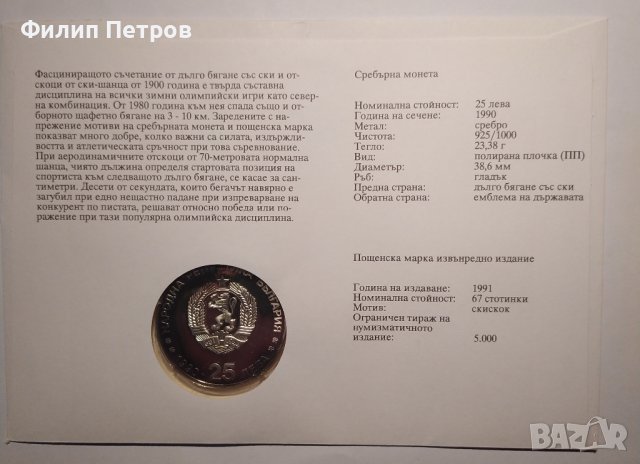 Филип Петров
Фасциниращото съчетание от дълго бягане със ски и от-
скоци от ски-шанца от 1900 година е твърда съставна
дисциплина на всички зимни олимпийски игри като север-
на комбинация. От 1980 година към нея спада също и от-
борното щафетно бягане на 3 - 10 км. Заредените с на-
прежение мотиви на сребърната монета и пощенска марка
показват много добре, колко важни са силата, издържли-
востта и атлетическата сръчност при това съревнование.
При аеродинамичните отскоци от 70-метровата нормална
шанца, чиято дължина определя стартовата позиция на
спортиста към следващото дълго бягане, се касае за сан-
тиметри. Десети от секундата, които бегачът навярно е
загубил при едно нещастно падане при изпреварване на
конкурент по пистата, решават относно победа или по-
ражение при тази популярна олимпийска дисциплина.
Сребърна монета
Номинална стойност: 25 лева
Година на сечене: 1990
Метал: сребро
Чистота: 925/1000
Тегло: 23,38 г
Вид: полирана плочка (ПП)
Диаметър: 38,6 мм
Ръб: гладък
Предна страна: дълго бягане със ски
Обратна страна: емблема на държавата
Пощенска марка извънредно издание
Година на издаване: 1991
Номинална стойност: 67 стотинки
Мотив: скискок
Ограничен тираж на
нумизматичното
издание: 5.000
НАРОДНА РЕПУБЛИКА БЪЛГАРИЯ
25
BAZAR